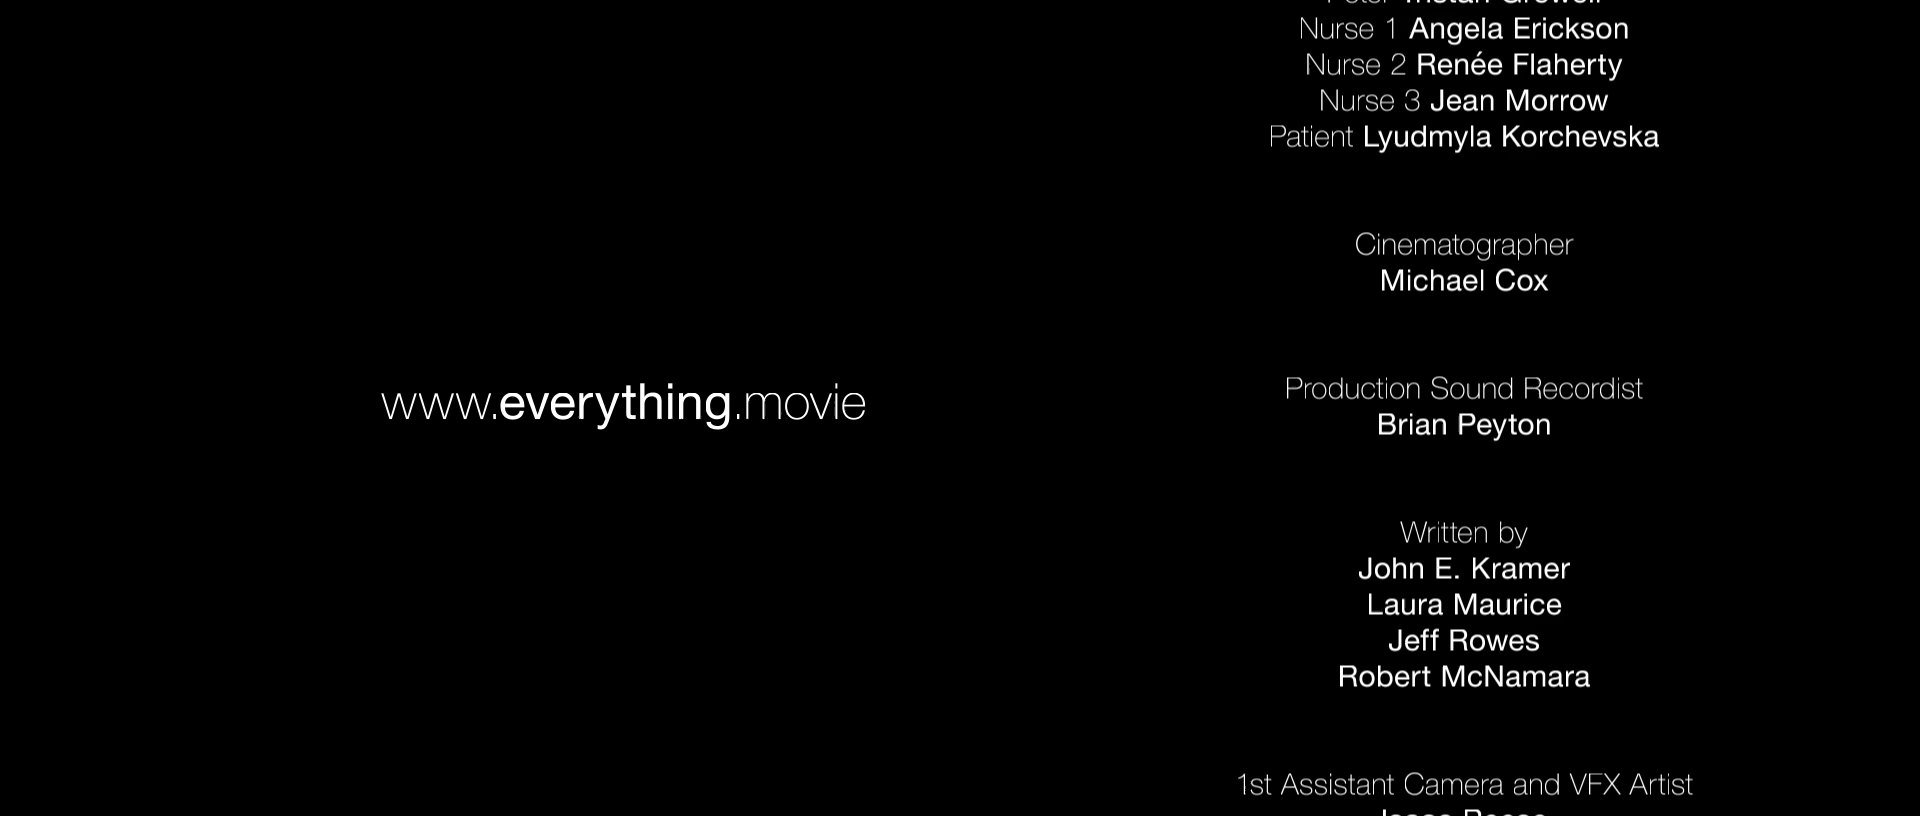 Nurse 1 Angela Erickson
Nurse 2 Renée Flaherty
Nurse 3 Jean Morrow
Patient Lyudmyla Korchevska
Cinematographer
Michael Cox
www.everything.movie
Production Sound Recordist
Brian Peyton
Written by
John E. Kramer
Laura Maurice
Jeff Rowes
Robert McNamara
1st Assistant Camera and VFX Artist